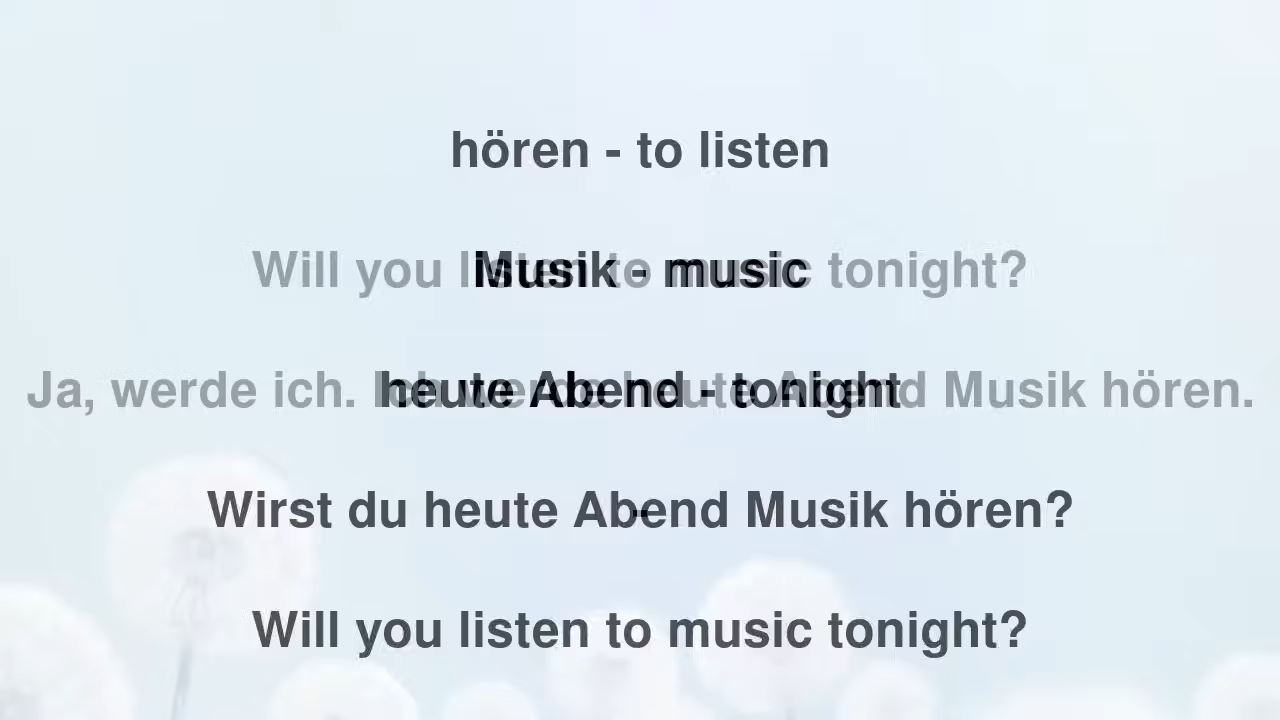 hören - to listen
Will you listen to music tonight?
Musik - music
Ja, werde ich. Ich werde heute Abend Musik hören.
heute Abend - tonight
Wirst du heute Abend Musik hören?
-
Will you listen to music tonight?